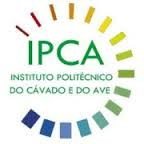 IPCA
INSTITUTO POLITÉCNICO
DO CÁVADO E DO AVE